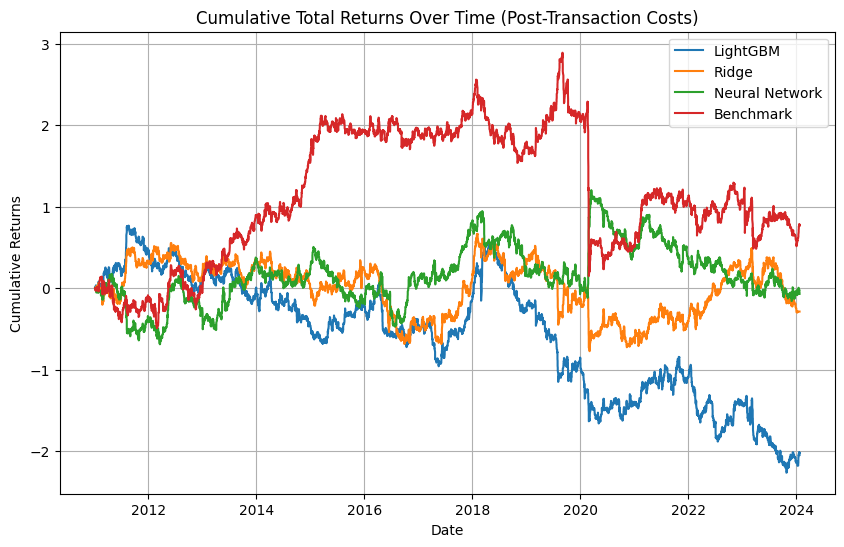 Cumulative Total Returns Over Time (Post-Transaction Costs)
LightGBM
Ridge
Neural Network
Benchmark
Cumulative Returns
3
2
1
0
−1
−2
2012 2014 2016 2018 2020 2022 2024
Date